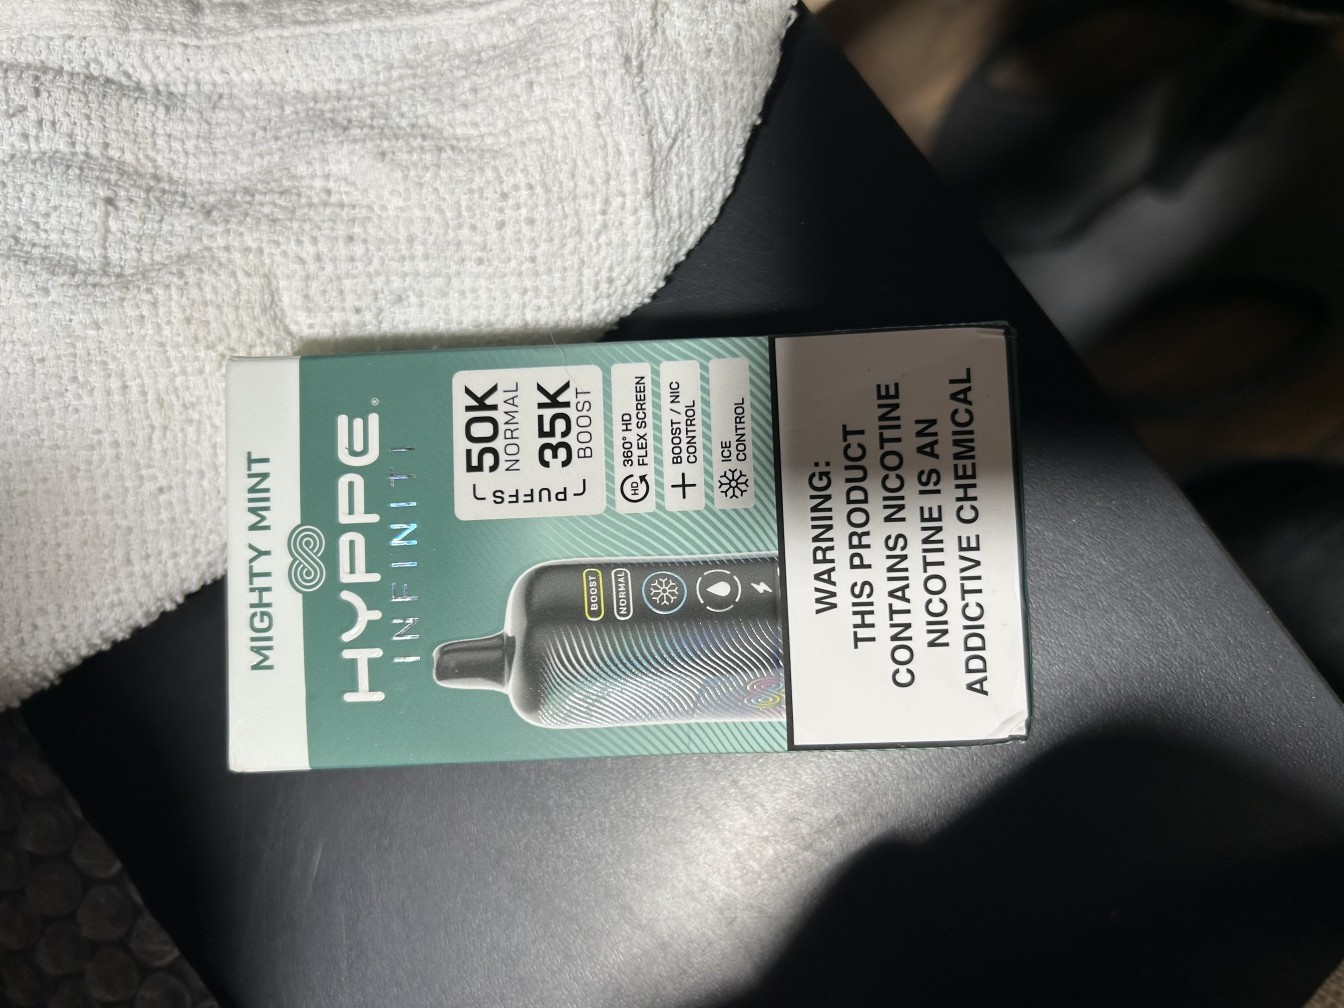 MIGHTY MINT
HYPPE®
INFINITI
PUFFS
50K
NORMAL
35K
BOOST
HD
360° HD
FLEX SCREEN
BOOST / NIC
CONTROL
ICE
CONTROL
BOOST
NORMAL
WARNING:
THIS PRODUCT
CONTAINS NICOTINE
NICOTINE IS AN
ADDICTIVE CHEMICAL